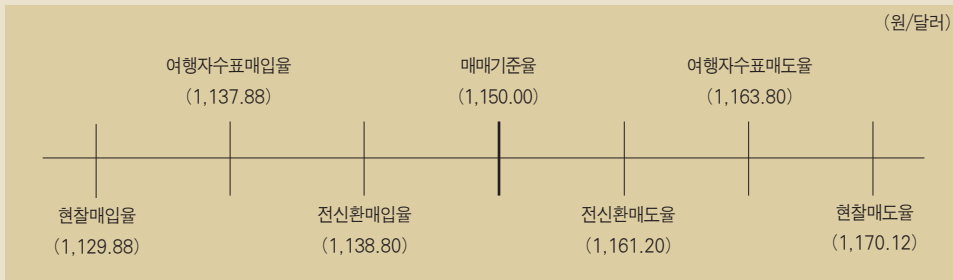 (원/달러)
여행자수표매입율 매매기준율 여행자수표매도율
(1,137.88) (1,150.00) (1,163.80)
현찰매입율 전신환매입율 전신환매도율 현찰매도율
(1,129.88) (1,138.80) (1,161.20) (1,170.12)